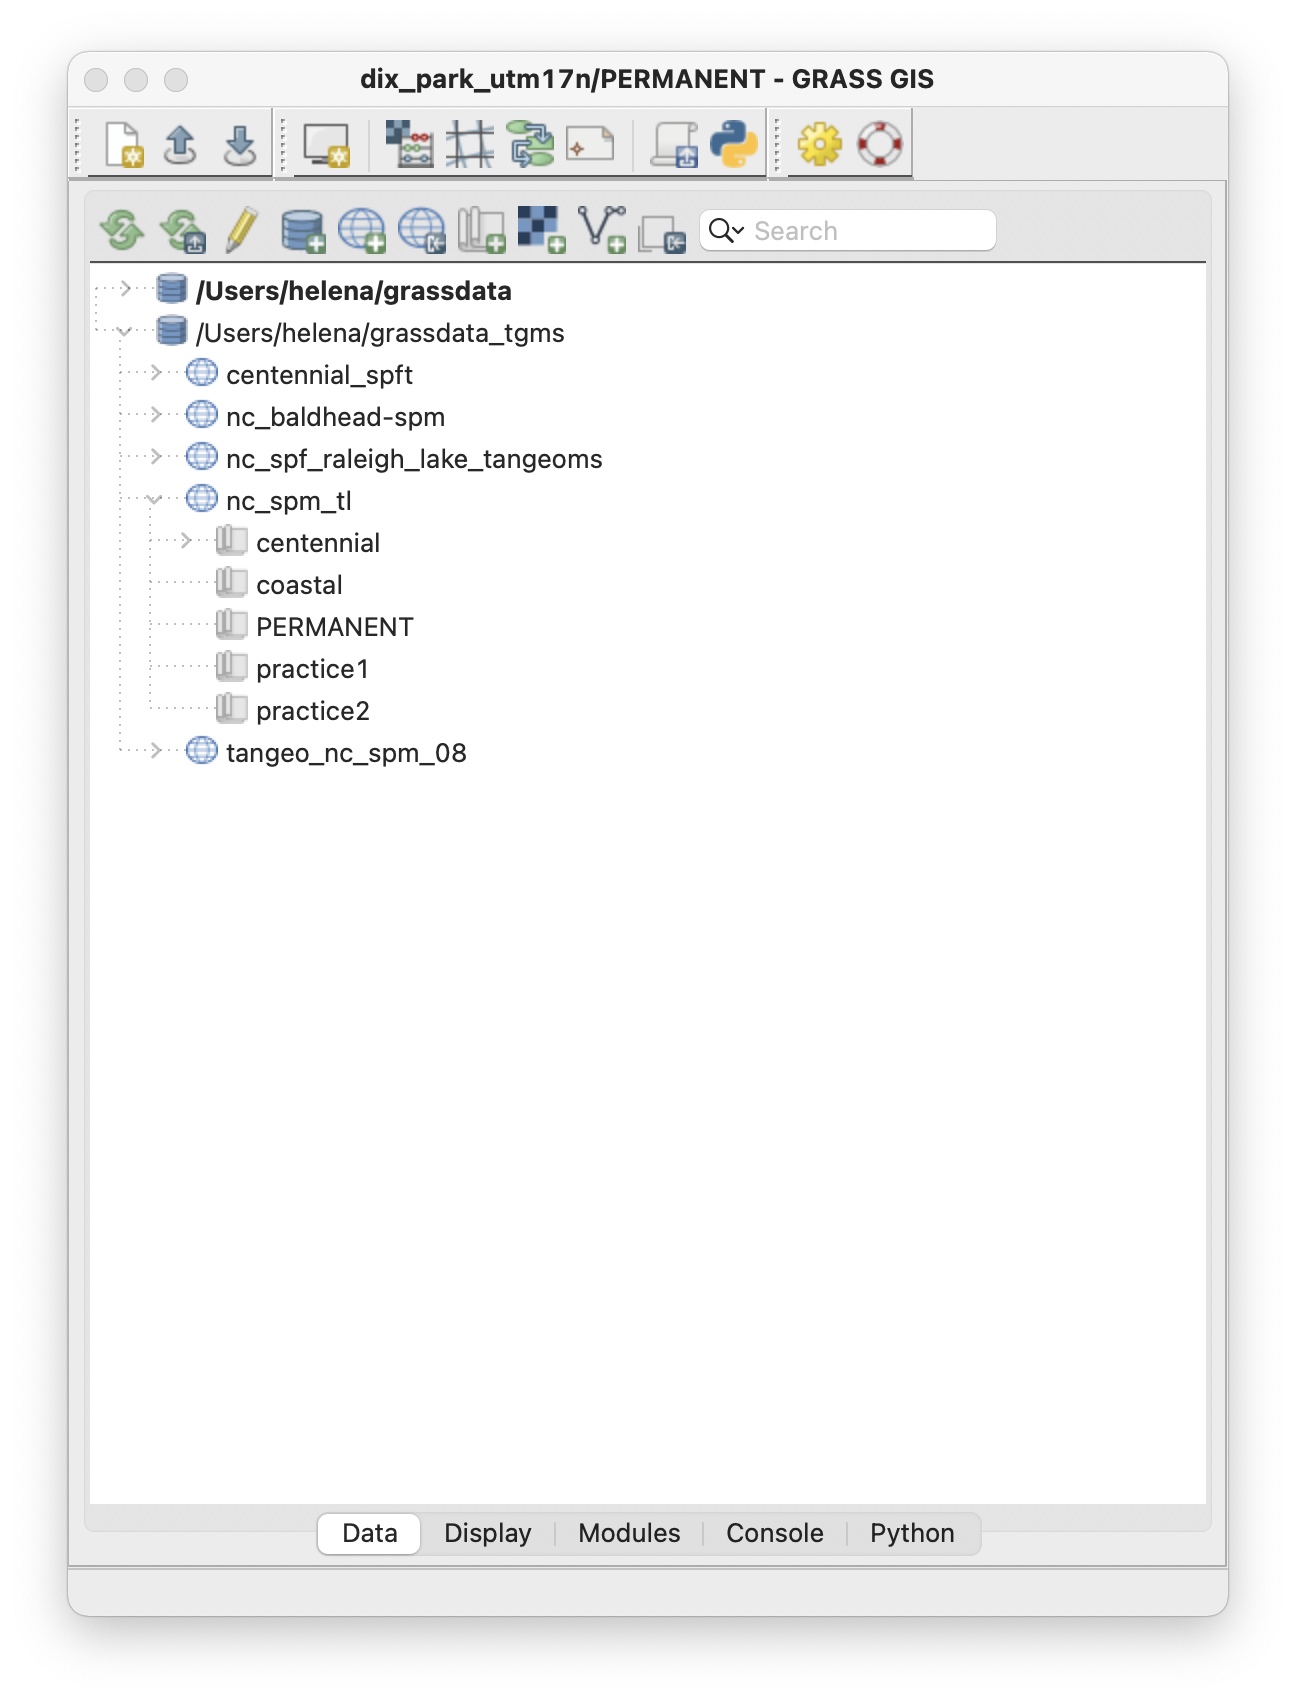 dix_park_utm17n/PERMANENT - GRASS GIS
Search
/Users/helena/grassdata
/Users/helena/grassdata_tgms
centennial_spft
nc_baldhead-spm
nc_spf_raleigh_lake_tangeoms
nc_spm_tl
centennial
coastal
PERMANENT
practice1
practice2
tangeo_nc_spm_08
Data Display Modules Console Python